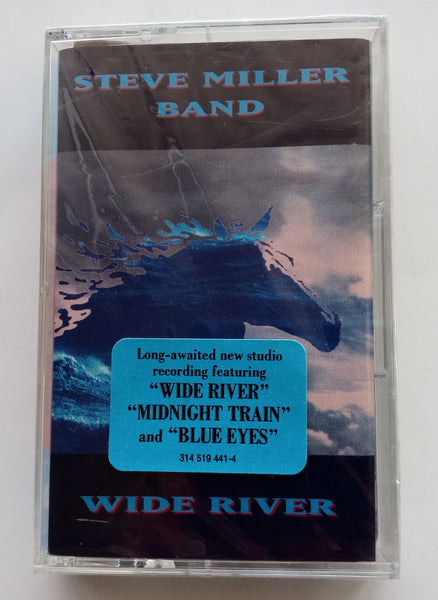 STEVE MILLER
BAND
Long-awaited new studio
recording featuring
“WIDE RIVER”
“MIDNIGHT TRAIN”
and “BLUE EYES”
314 519 441-4
WIDE RIVER